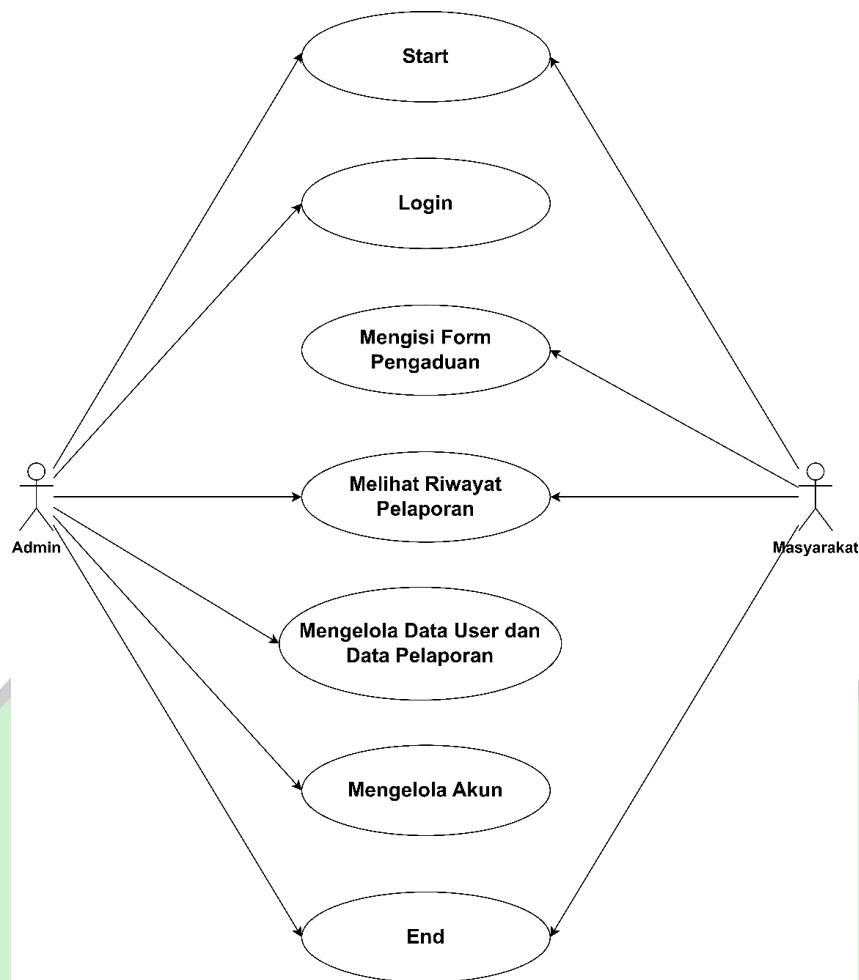 Start
Login
Mengisi Form
Pengaduan
Melihat Riwayat
Pelaporan
Admin
Masyarakat
Mengelola Data User dan
Data Pelaporan
Mengelola Akun
End